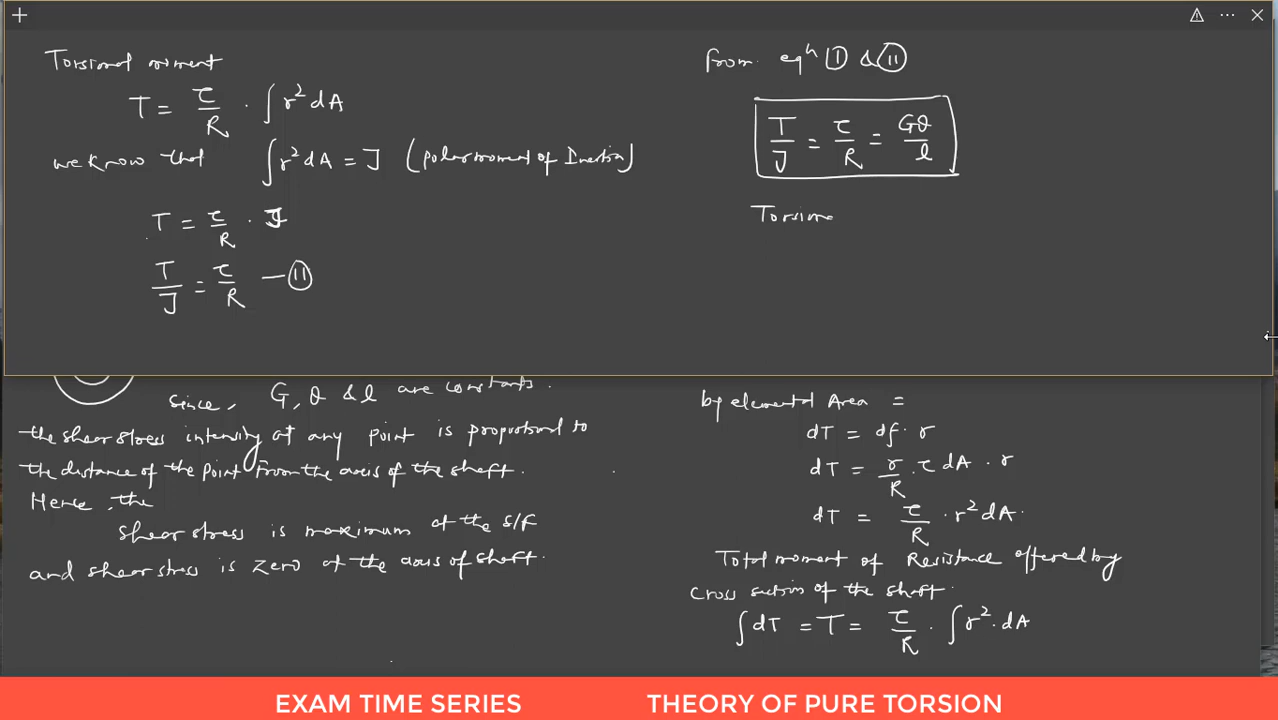 Torsional moment
T = τ/R · ∫ r² dA
we know that ∫ r² dA = J (polar moment of Inertia)
T = τ/R · J
T/J = τ/R — (II)
from eqⁿ (I) & (II)
T/J = τ/R = Gθ/l
Torsion
since, G, θ & l are constants.
the shear stress intensity at any point is proportional to
the distance of the point from the axis of the shaft.
Hence, the
shear stress is maximum at the s/f
and shear stress is zero at the axis of shaft.
by elemental Area =
dT = df · r
dT = r/R · τ dA · r
dT = τ/R · r² dA.
Total moment of Resistance offered by
cross section of the shaft.
∫ dT = T = τ/R · ∫ r² . dA
EXAM TIME SERIES THEORY OF PURE TORSION